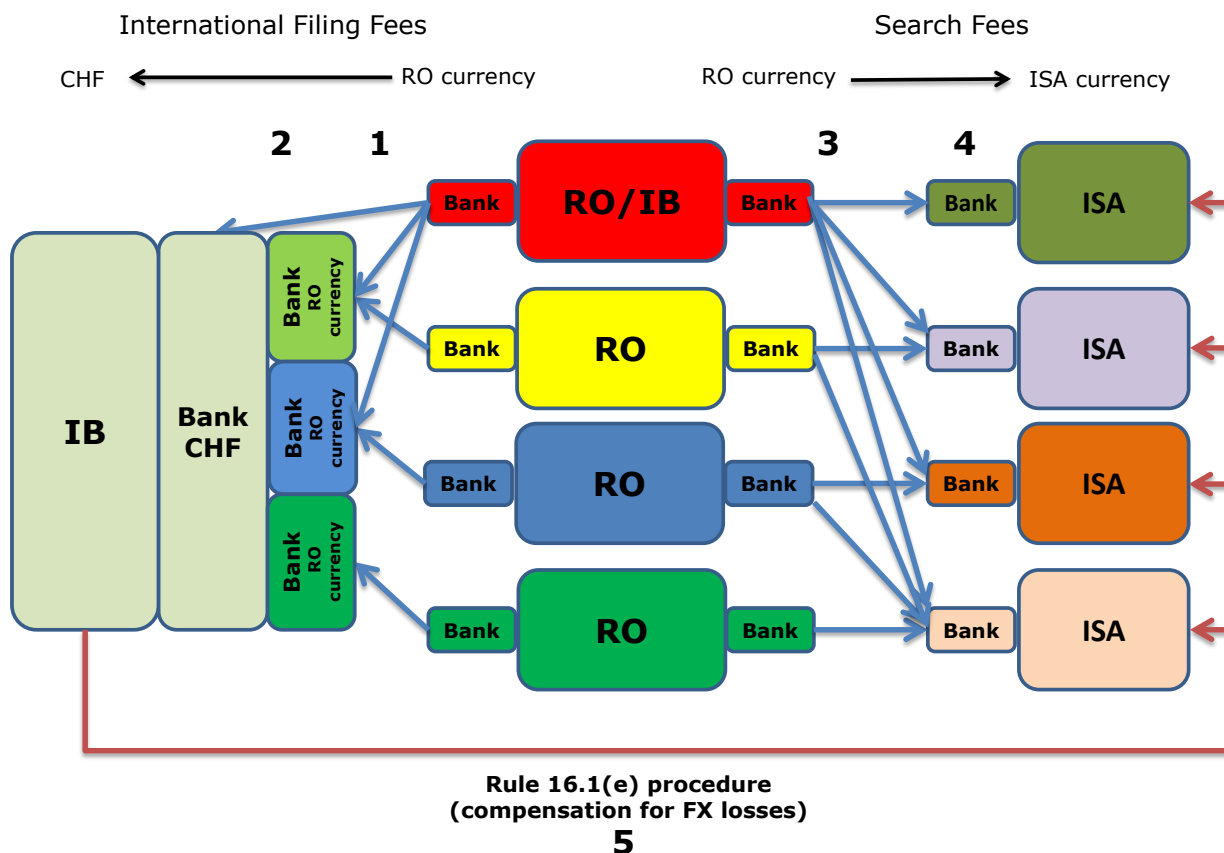 International Filing Fees
Search Fees
CHF
RO currency
RO currency
ISA currency
2
1
3
4
Bank
RO/IB
Bank
Bank
ISA
Bank
RO
currency
Bank
RO
Bank
Bank
ISA
IB
Bank
CHF
Bank
RO
currency
Bank
RO
Bank
Bank
ISA
Bank
RO
currency
Bank
RO
Bank
Bank
ISA
Rule 16.1(e) procedure
(compensation for FX losses)
5